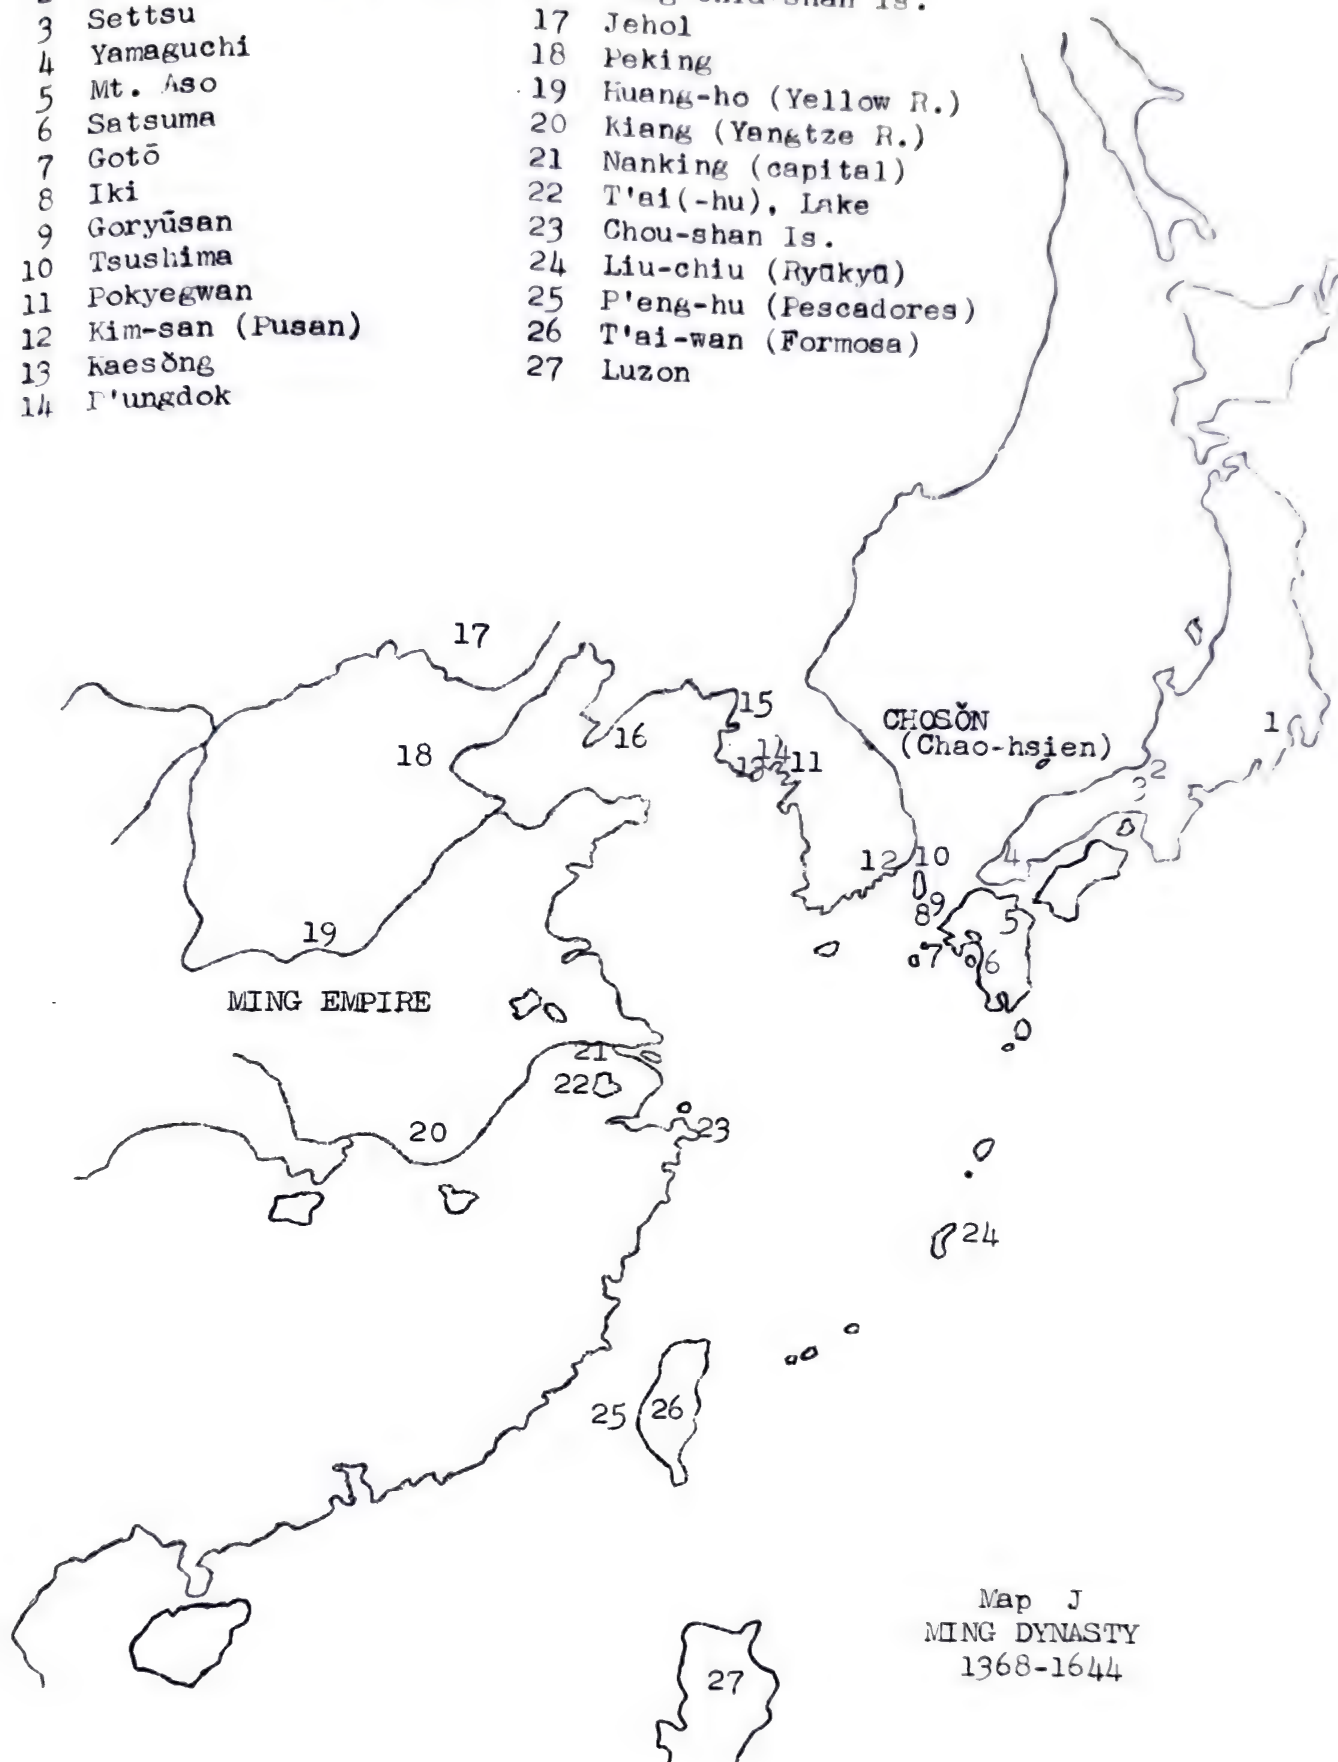 3 Settsu
4 Yamaguchi
5 Mt. Aso
6 Satsuma
7 Gotō
8 Iki
9 Goryūsan
10 Tsushima
11 Pokyegwan
12 Kim-san (Pusan)
13 Kaesŏng
14 P'ungdok
Is.
17 Jehol
18 Peking
19 Huang-ho (Yellow R.)
20 Kiang (Yangtze R.)
21 Nanking (capital)
22 T'ai(-hu), Lake
23 Chou-shan Is.
24 Liu-chiu (Ryūkyū)
25 P'eng-hu (Pescadores)
26 T'ai-wan (Formosa)
27 Luzon
17
15
16
18
14
13
11
CHOSŎN
(Chao-hsien)
1
2
3
12
10
4
9
8
5
7
6
19
MING EMPIRE
21
22
20
23
24
25
26
Map J
MING DYNASTY
1368-1644
27